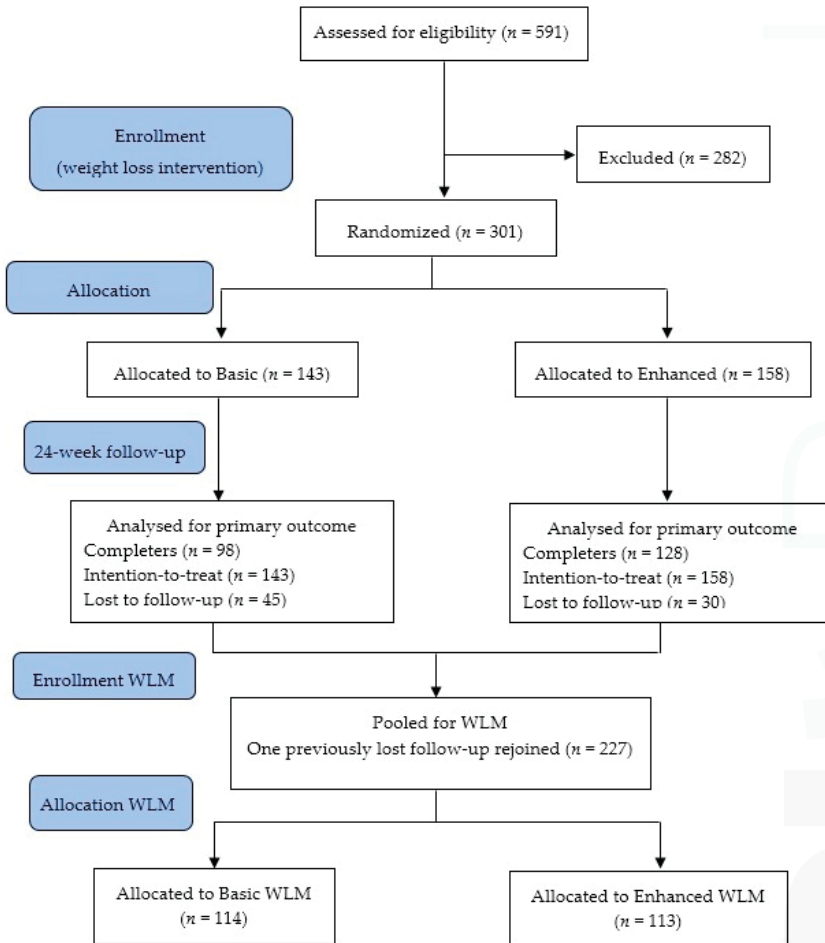 Assessed for eligibility (n = 591)
Enrollment
(weight loss intervention)
Excluded (n = 282)
Randomized (n = 301)
Allocation
Allocated to Basic (n = 143)
Allocated to Enhanced (n = 158)
24-week follow-up
Analysed for primary outcome
Completers (n = 98)
Intention-to-treat (n = 143)
Lost to follow-up (n = 45)
Analysed for primary outcome
Completers (n = 128)
Intention-to-treat (n = 158)
Lost to follow-up (n = 30)
Enrollment WLM
Pooled for WLM
One previously lost follow-up rejoined (n = 227)
Allocation WLM
Allocated to Basic WLM
(n = 114)
Allocated to Enhanced WLM
(n = 113)